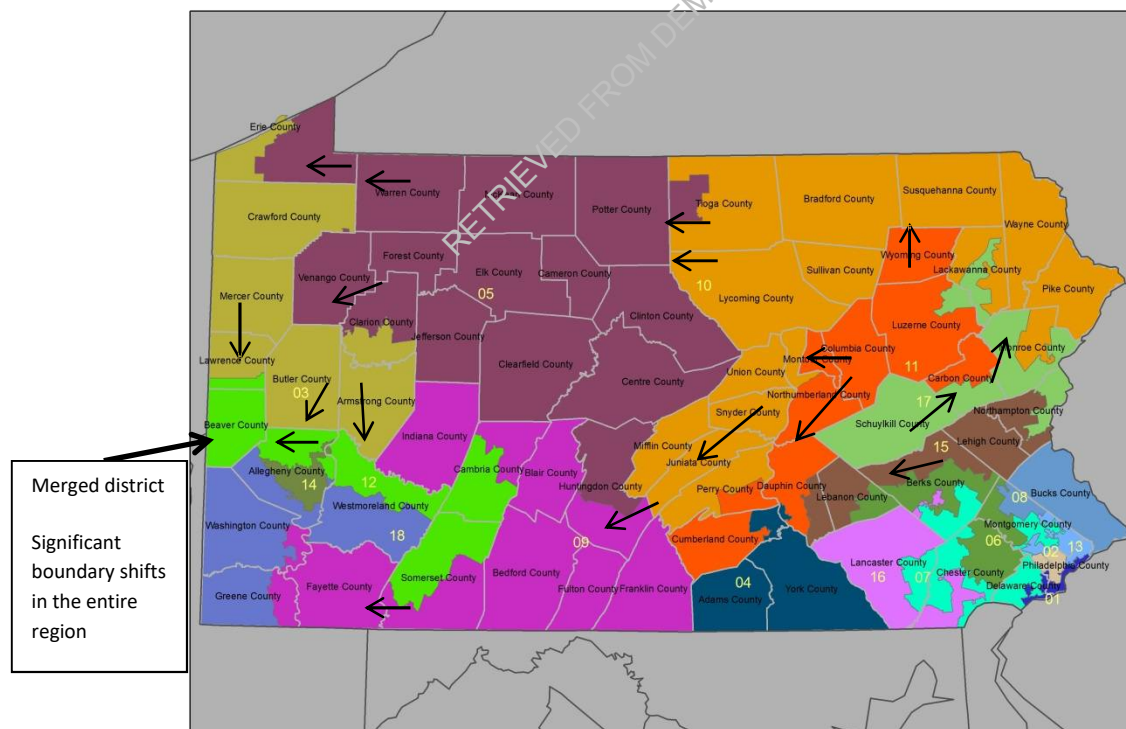 RETRIEVED FROM DEM
Erie County
Warren County
McKean County
Potter County
Tioga County
Bradford County
Susquehanna County
Wayne County
Crawford County
Forest County
Wyoming County
Lackawanna County
Venango County
Elk County
Cameron County
Sullivan County
Pike County
05
10
Lycoming County
Mercer County
Clarion County
Clinton County
Luzerne County
Jefferson County
Columbia County
Monroe County
Lawrence County
Clearfield County
Union County
11
Butler County
Centre County
Carbon County
03
Armstrong County
Northumberland County
17
Snyder County
Northampton County
Beaver County
Schuylkill County
Indiana County
Mifflin County
15
Lehigh County
Juniata County
Allegheny County
Cambria County
Blair County
Berks County
14
12
Huntingdon County
Perry County
Dauphin County
Lebanon County
08
Bucks County
Westmoreland County
Montgomery County
Washington County
18
09
Cumberland County
06
02
13
Philadelphia County
Lancaster County
Chester County
16
07
Delaware County
Somerset County
Bedford County
04
Fayette County
Fulton County
Franklin County
Adams County
York County
01
Greene County
Merged district
Significant
boundary shifts
in the entire
region